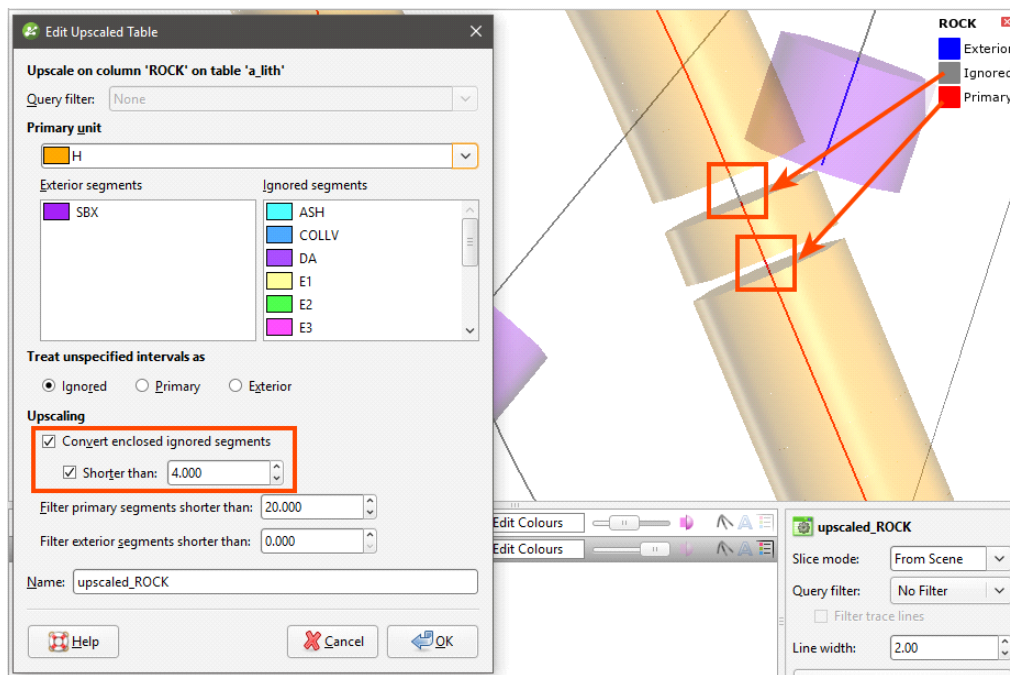 Edit Upscaled Table
Upscale on column 'ROCK' on table 'a_lith'
Query filter: None
Primary unit
H
Exterior segments
Ignored segments
SBX
ASH
COLLV
DA
E1
E2
E3
Treat unspecified intervals as
Ignored Primary Exterior
Upscaling
Convert enclosed ignored segments
Shorter than: 4.000
Filter primary segments shorter than: 20.000
Filter exterior segments shorter than: 0.000
Name: upscaled_ROCK
Help Cancel OK
ROCK
Exterior
Ignored
Primary
Edit Colours
Edit Colours
upscaled_ROCK
Slice mode: From Scene
Query filter: No Filter
Filter trace lines
Line width: 2.00